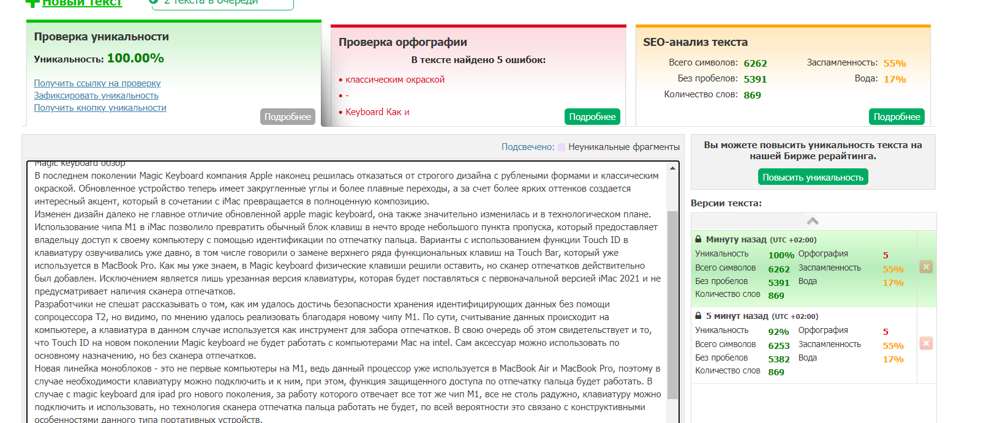 Новый текст
2 текста в очереди
Проверка уникальности
Уникальность: 100.00%
Получить ссылку на проверку
Зафиксировать уникальность
Получить кнопку уникальности
Подробнее
Проверка орфографии
В тексте найдено 5 ошибок:
• классическим окраской
• -
• Keyboard Как и
Подробнее
SEO-анализ текста
Всего символов: 6262
Заспамленность: 55%
Без пробелов: 5391
Вода: 17%
Количество слов: 869
Подробнее
Подсвечено: Неуникальные фрагменты
Magic keyboard обзор
В последнем поколении Magic Keyboard компания Apple наконец решилась отказаться от строгого дизайна с рублеными формами и классическим
окраской. Обновленное устройство теперь имеет закругленные углы и более плавные переходы, а за счет более ярких оттенков создается
интересный акцент, который в сочетании с iMac превращается в полноценную композицию.
Изменен дизайн далеко не главное отличие обновленной apple magic keyboard, она также значительно изменилась и в технологическом плане.
Использование чипа M1 в iMac позволило превратить обычный блок клавиш в нечто вроде небольшого пункта пропуска, который предоставляет
владельцу доступ к своему компьютеру с помощью идентификации по отпечатку пальца. Варианты с использованием функции Touch ID в
клавиатуру озвучивались уже давно, в том числе говорили о замене верхнего ряда функциональных клавиш на Touch Bar, который уже
используется в MacBook Pro. Как мы уже знаем, в Magic keyboard физические клавиши решили оставить, но сканер отпечатков действительно
был добавлен. Исключением является лишь урезанная версия клавиатуры, которая будет поставляться с первоначальной версией iMac 2021 и не
предусматривает наличия сканера отпечатков.
Разработчики не спешат рассказывать о том, как им удалось достичь безопасности хранения идентифицирующих данных без помощи
сопроцессора T2, но видимо, по мнению удалось реализовать благодаря новому чипу M1. По сути, считывание данных происходит на
компьютере, а клавиатура в данном случае используется как инструмент для забора отпечатков. В свою очередь об этом свидетельствует и то,
что Touch ID на новом поколении Magic keyboard не будет работать с компьютерами Mac на intel. Сам аксессуар можно использовать по
основному назначению, но без сканера отпечатков.
Новая линейка моноблоков - это не первые компьютеры на M1, ведь данный процессор уже используется в MacBook Air и MacBook Pro, поэтому в
случае необходимости клавиатуру можно подключить и к ним, при этом, функция защищенного доступа по отпечатку пальца будет работать. В
случае с magic keyboard для ipad pro нового поколения, за работу которого отвечает все тот же чип M1, все не столь радужно, клавиатуру можно
подключить и использовать, но технология сканера отпечатка пальца работать не будет, по всей вероятности это связано с конструктивными
особенностями данного типа портативных устройств.
Вы можете повысить уникальность текста на
нашей Бирже рерайтинга.
Повысить уникальность
Версии текста:
Минуту назад (UTC +02:00)
Уникальность 100% Орфография 5
Всего символов 6262 Заспамленность 55%
Без пробелов 5391 Вода 17%
Количество слов 869
5 минут назад (UTC +02:00)
Уникальность 92% Орфография 5
Всего символов 6253 Заспамленность 55%
Без пробелов 5382 Вода 17%
Количество слов 869